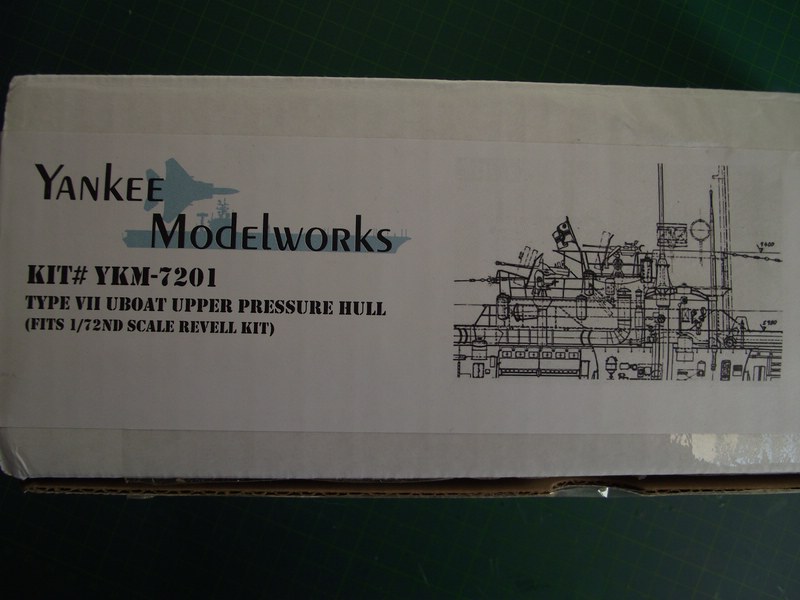 Yankee
Modelworks
KIT# YKM-7201
TYPE VII UBOAT UPPER PRESSURE HULL
(FITS 1/72ND SCALE REVELL KIT)